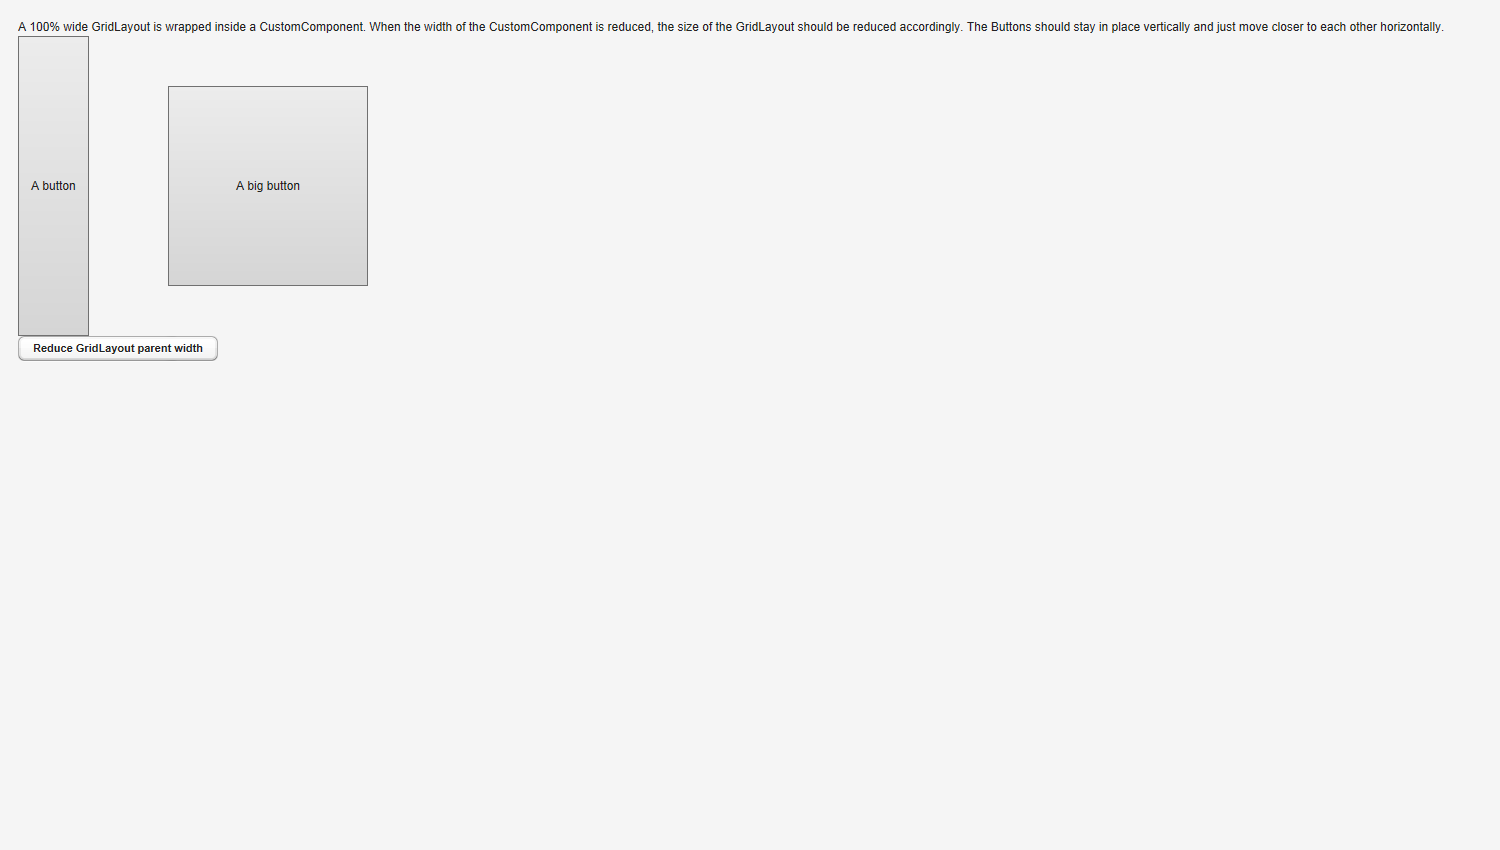 A 100% wide GridLayout is wrapped inside a CustomComponent. When the width of the CustomComponent is reduced, the size of the GridLayout should be reduced accordingly. The Buttons should stay in place vertically and just move closer to each other horizontally.
A button
A big button
Reduce GridLayout parent width